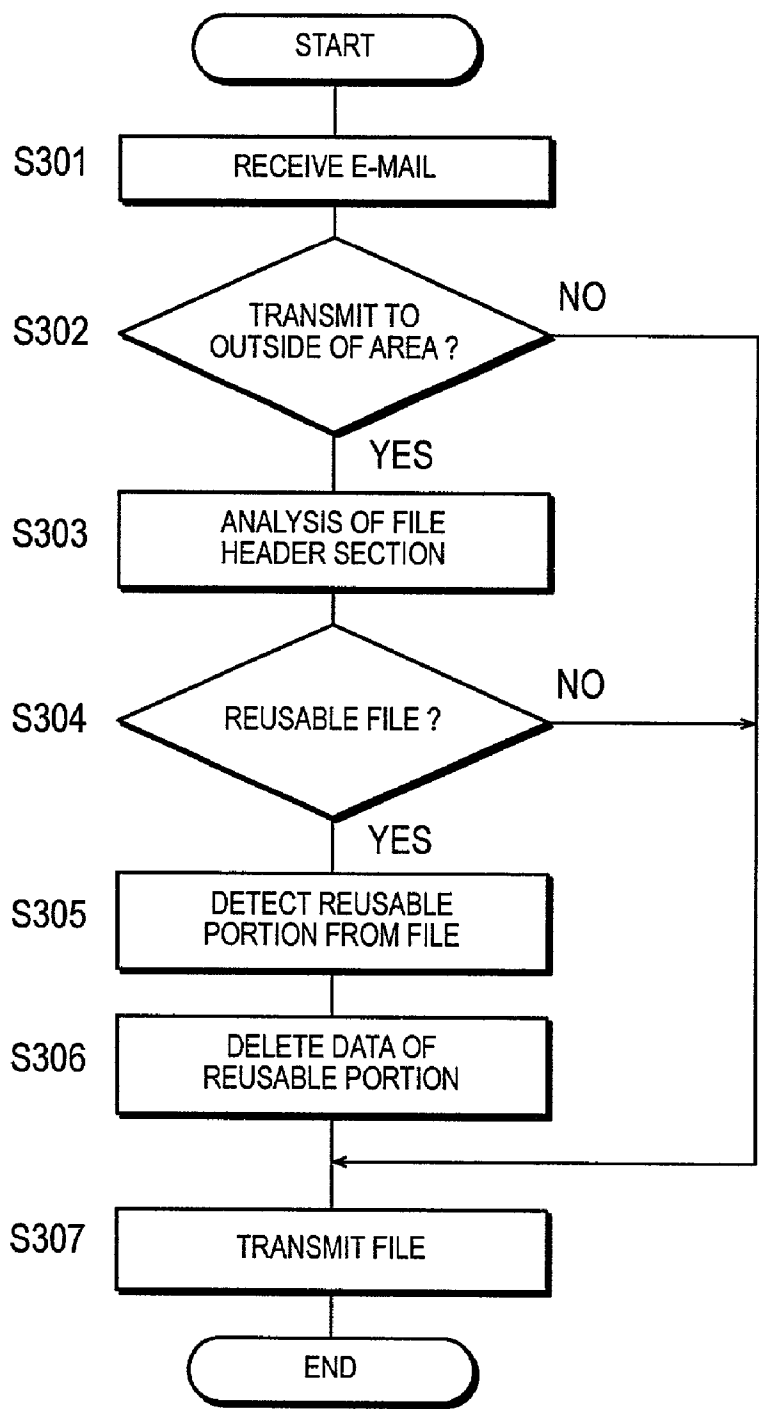 START
S301
RECEIVE E-MAIL
S302
TRANSMIT TO
OUTSIDE OF AREA ?
NO
YES
S303
ANALYSIS OF FILE
HEADER SECTION
S304
REUSABLE FILE ?
NO
YES
S305
DETECT REUSABLE
PORTION FROM FILE
S306
DELETE DATA OF
REUSABLE PORTION
S307
TRANSMIT FILE
END